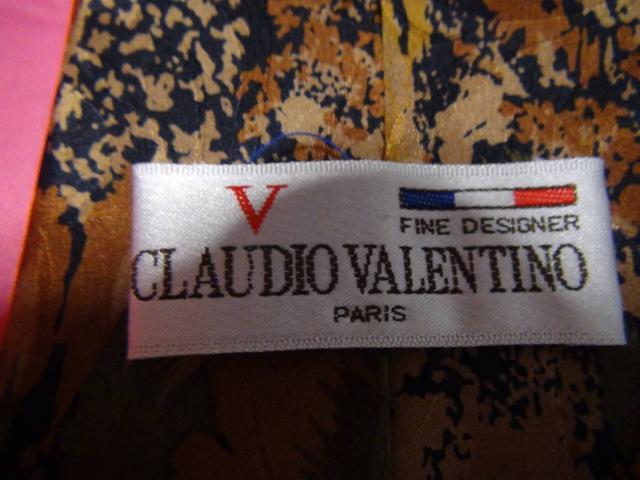 V
FINE DESIGNER
CLAUDIO VALENTINO
PARIS